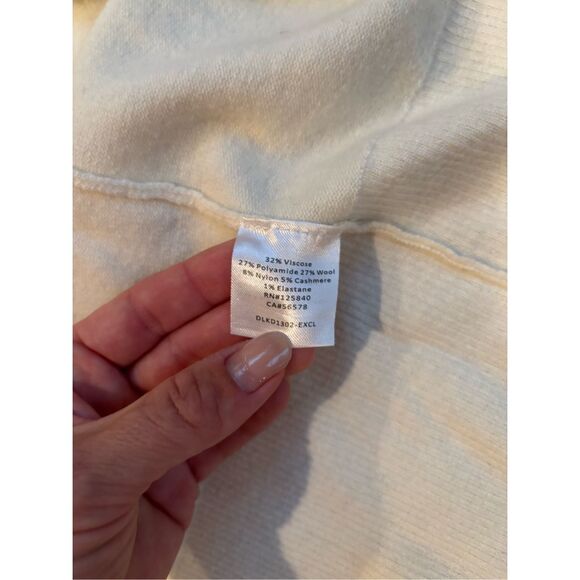 32% Viscose
27% Polyamide 27% Wool
8% Nylon 5% Cashmere
1% Elastane
RN#125840
CA#56578
DLKD1302-EXCL